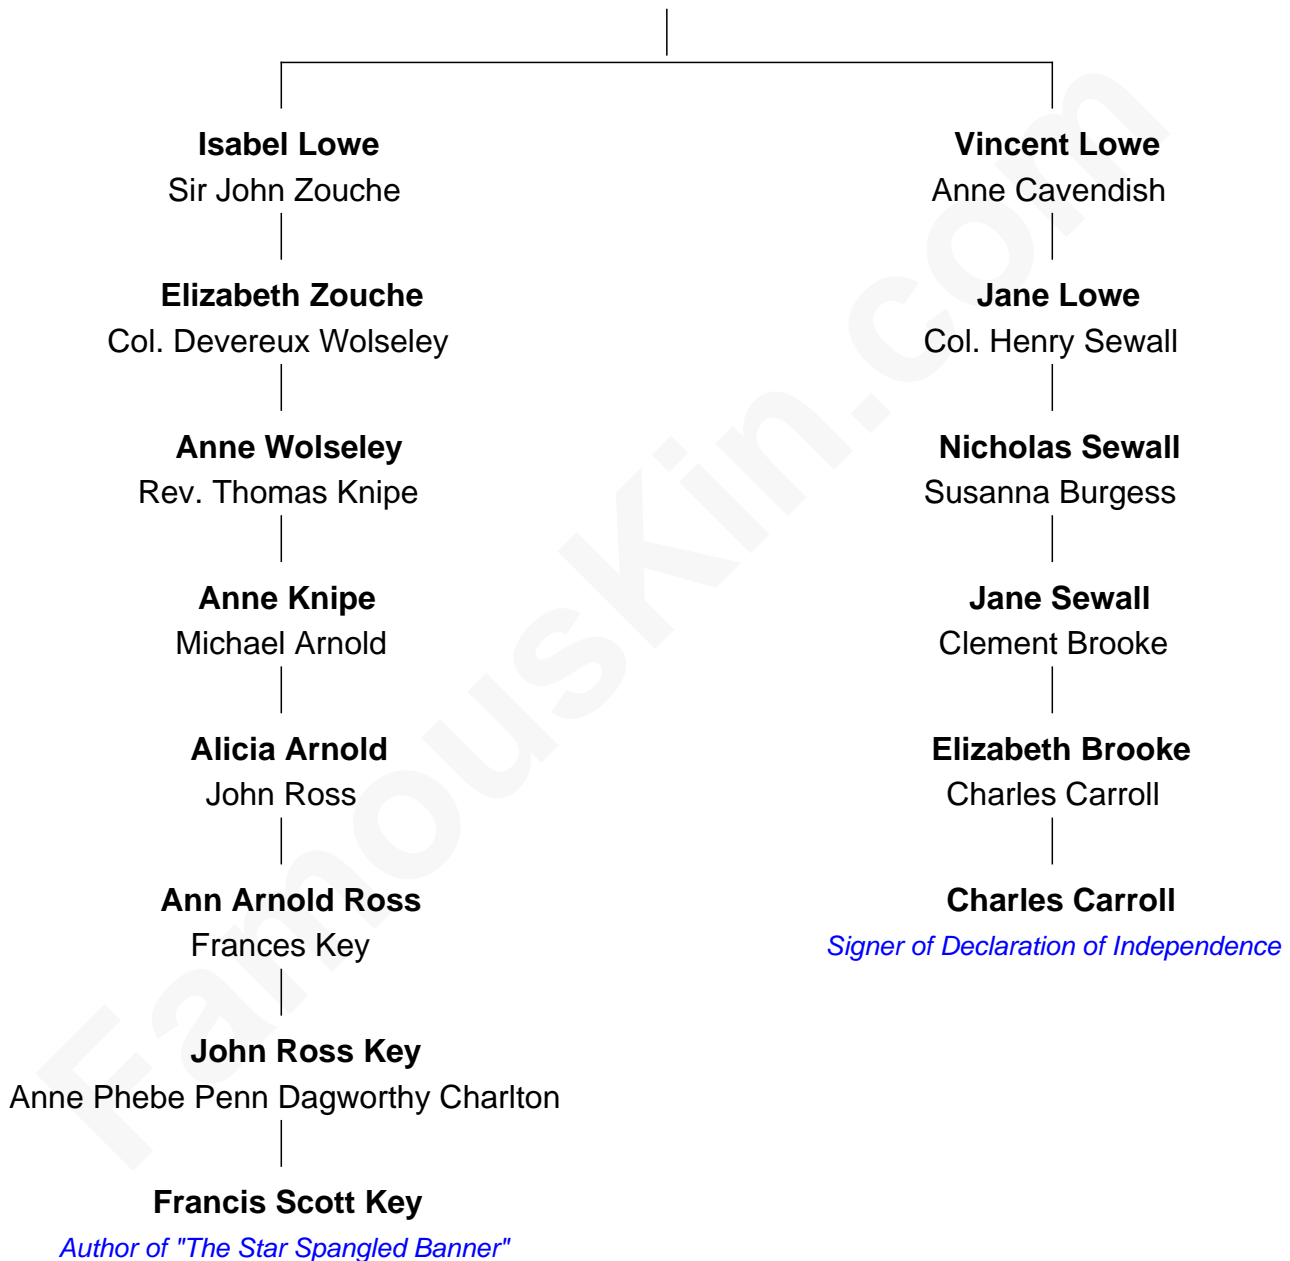 Isabel Lowe
Sir John Zouche
Elizabeth Zouche
Col. Devereux Wolseley
Anne Wolseley
Rev. Thomas Knipe
Anne Knipe
Michael Arnold
Alicia Arnold
John Ross
Ann Arnold Ross
Frances Key
John Ross Key
Anne Phebe Penn Dagworthy Charlton
Francis Scott Key
Author of "The Star Spangled Banner"
Vincent Lowe
Anne Cavendish
Jane Lowe
Col. Henry Sewall
Nicholas Sewall
Susanna Burgess
Jane Sewall
Clement Brooke
Elizabeth Brooke
Charles Carroll
Charles Carroll
Signer of Declaration of Independence
FamousKin.com